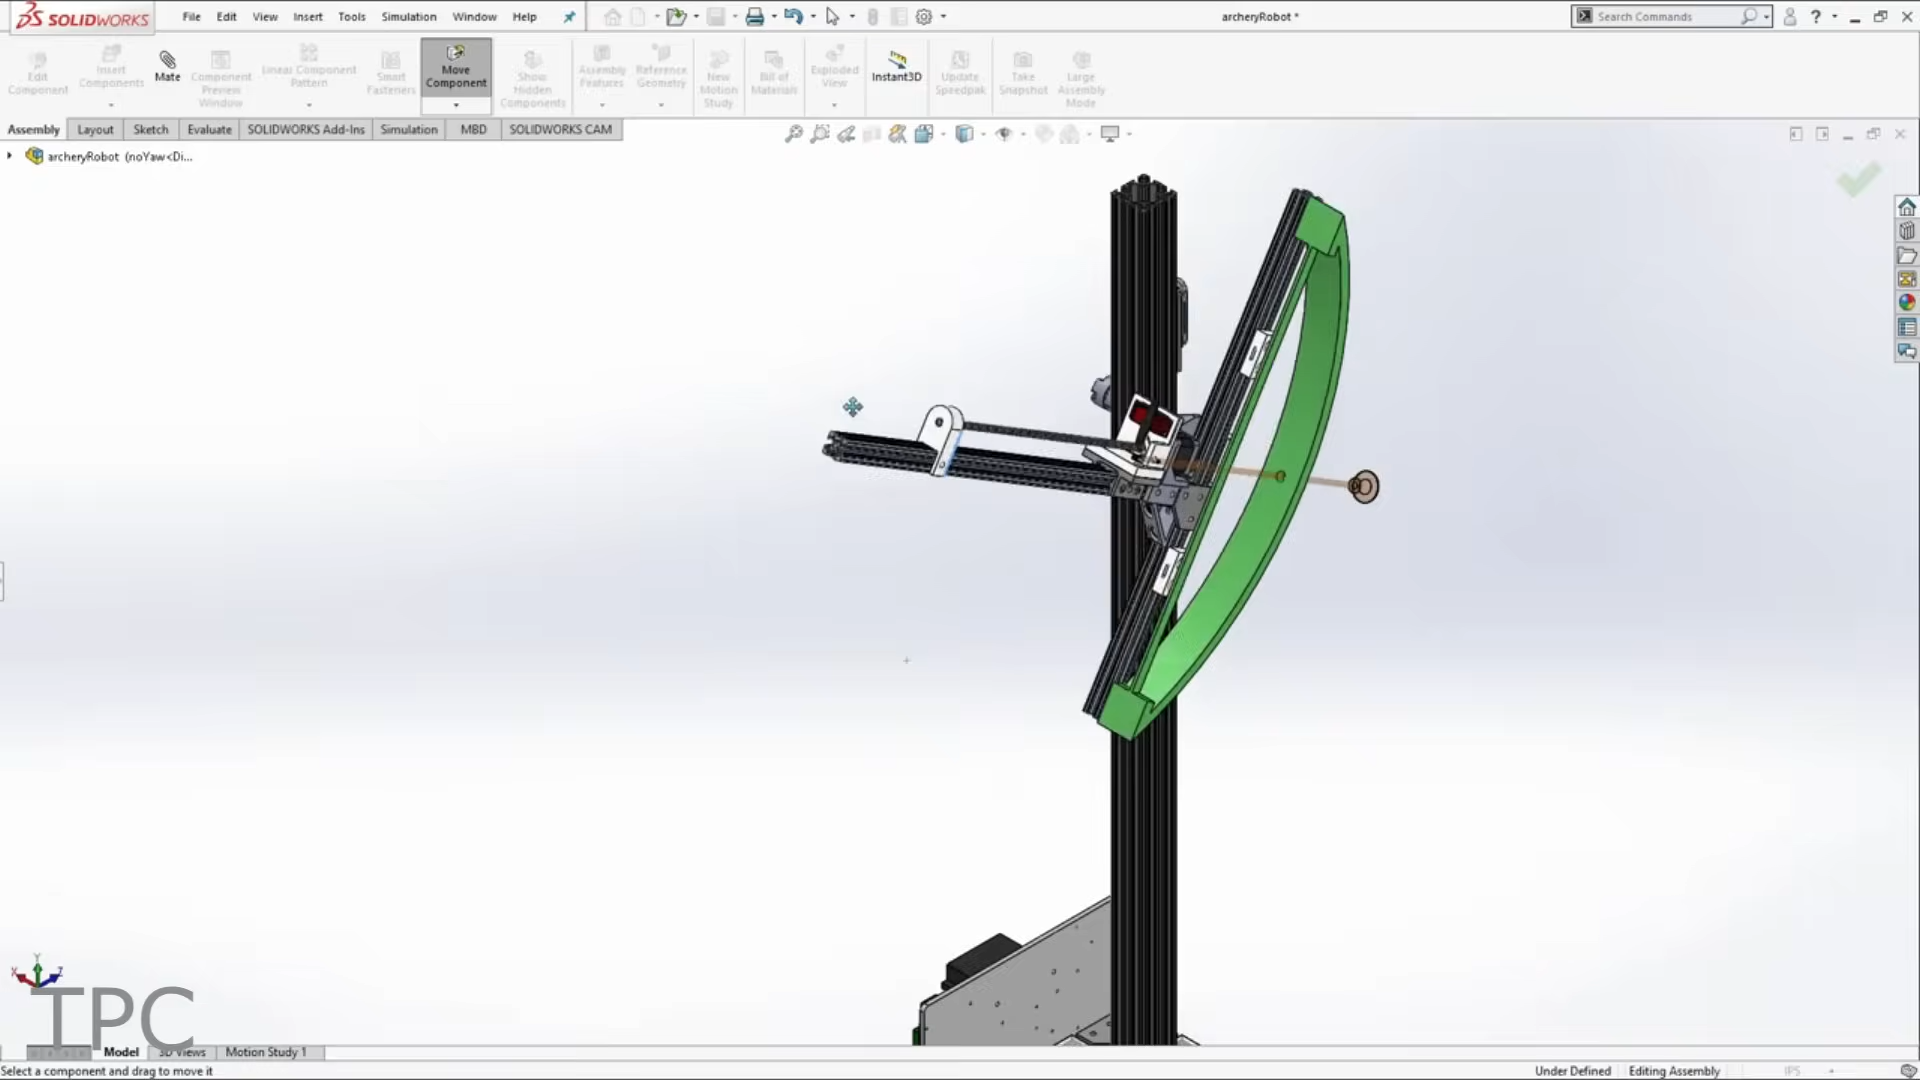 SOLIDWORKS File Edit View Insert Tools Simulation Window Help archeryRobot * Search Commands ?
Edit Component
Insert Components
Mate
Component Preview Window
Linear Component Pattern
Smart Fasteners
Move Component
Show Hidden Components
Assembly Features
Reference Geometry
New Motion Study
Bill of Materials
Exploded View
Instant3D
Update Speedpak
Take Snapshot
Large Assembly Mode
Assembly Layout Sketch Evaluate SOLIDWORKS Add-Ins Simulation MBD SOLIDWORKS CAM
archeryRobot (noYaw<Di...
Y
X
Z
TPC
Model 3D Views Motion Study 1
Select a component and drag to move it Under Defined Editing Assembly IPS